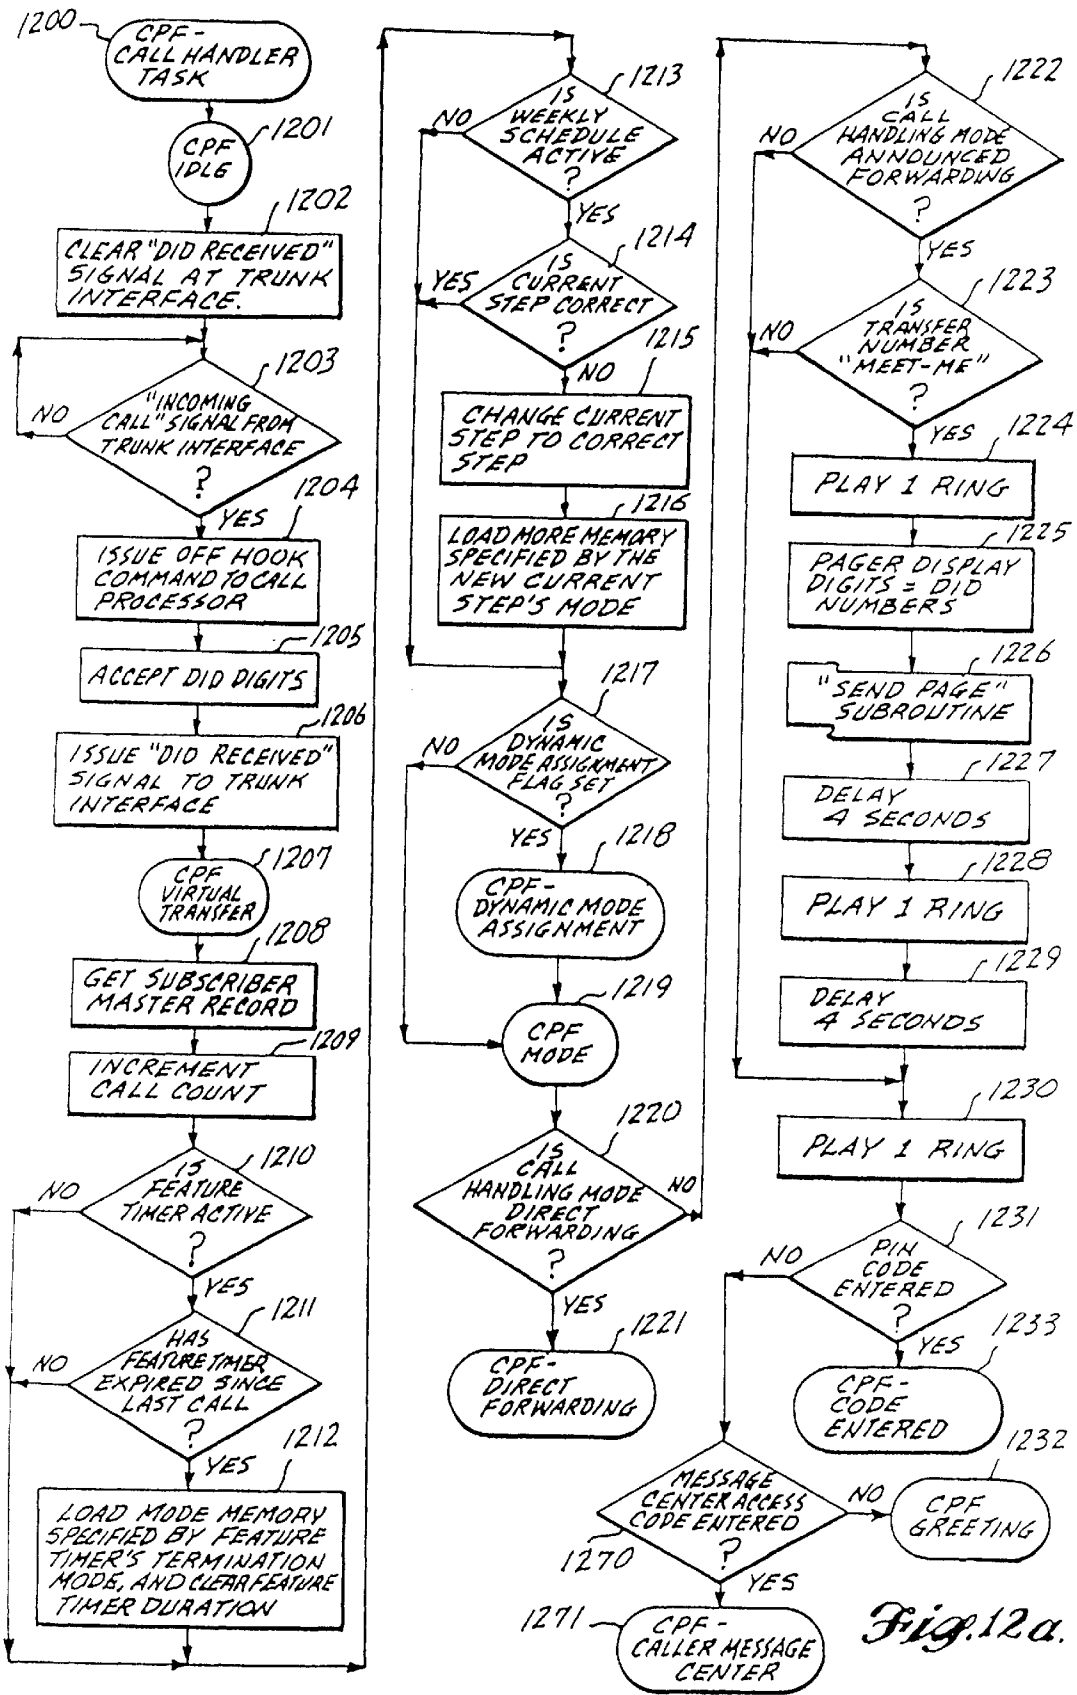 1200
CPF-
CALL HANDLER
TASK
1201
CPF
IDLE
1202
CLEAR "DID RECEIVED"
SIGNAL AT TRUNK
INTERFACE.
1203
"INCOMING
CALL" SIGNAL FROM
TRUNK INTERFACE
?
NO
YES
1204
ISSUE OFF HOOK
COMMAND TO CALL
PROCESSOR
1205
ACCEPT DID DIGITS
1206
ISSUE "DID RECEIVED"
SIGNAL TO TRUNK
INTERFACE
1207
CPF
VIRTUAL
TRANSFER
1208
GET SUBSCRIBER
MASTER RECORD
1209
INCREMENT
CALL COUNT
1210
IS
FEATURE
TIMER ACTIVE
?
NO
YES
1211
HAS
FEATURE TIMER
EXPIRED SINCE
LAST CALL
?
NO
YES
1212
LOAD MODE MEMORY
SPECIFIED BY FEATURE
TIMER'S TERMINATION
MODE, AND CLEAR FEATURE
TIMER DURATION
1213
IS
WEEKLY
SCHEDULE
ACTIVE
?
NO
YES
1214
IS
CURRENT
STEP CORRECT
?
YES
NO
1215
CHANGE CURRENT
STEP TO CORRECT
STEP
1216
LOAD MORE MEMORY
SPECIFIED BY THE
NEW CURRENT
STEP'S MODE
1217
IS
DYNAMIC
MODE ASSIGNMENT
FLAG SET
?
NO
YES
1218
CPF-
DYNAMIC MODE
ASSIGNMENT
1219
CPF
MODE
1220
IS
CALL
HANDLING MODE
DIRECT
FORWARDING
?
NO
YES
1221
CPF-
DIRECT
FORWARDING
1222
IS
CALL
HANDLING MODE
ANNOUNCED
FORWARDING
?
NO
YES
1223
IS
TRANSFER
NUMBER
"MEET-ME"
?
NO
YES
1224
PLAY 1 RING
1225
PAGER DISPLAY
DIGITS = DID
NUMBERS
1226
"SEND PAGE"
SUBROUTINE
1227
DELAY
4 SECONDS
1228
PLAY 1 RING
1229
DELAY
4 SECONDS
1230
PLAY 1 RING
1231
PIN
CODE
ENTERED
?
NO
YES
1233
CPF-
CODE
ENTERED
1232
CPF
GREETING
MESSAGE
CENTER ACCESS
CODE ENTERED
?
NO
1270
YES
1271
CPF-
CALLER MESSAGE
CENTER
Fig.12a.